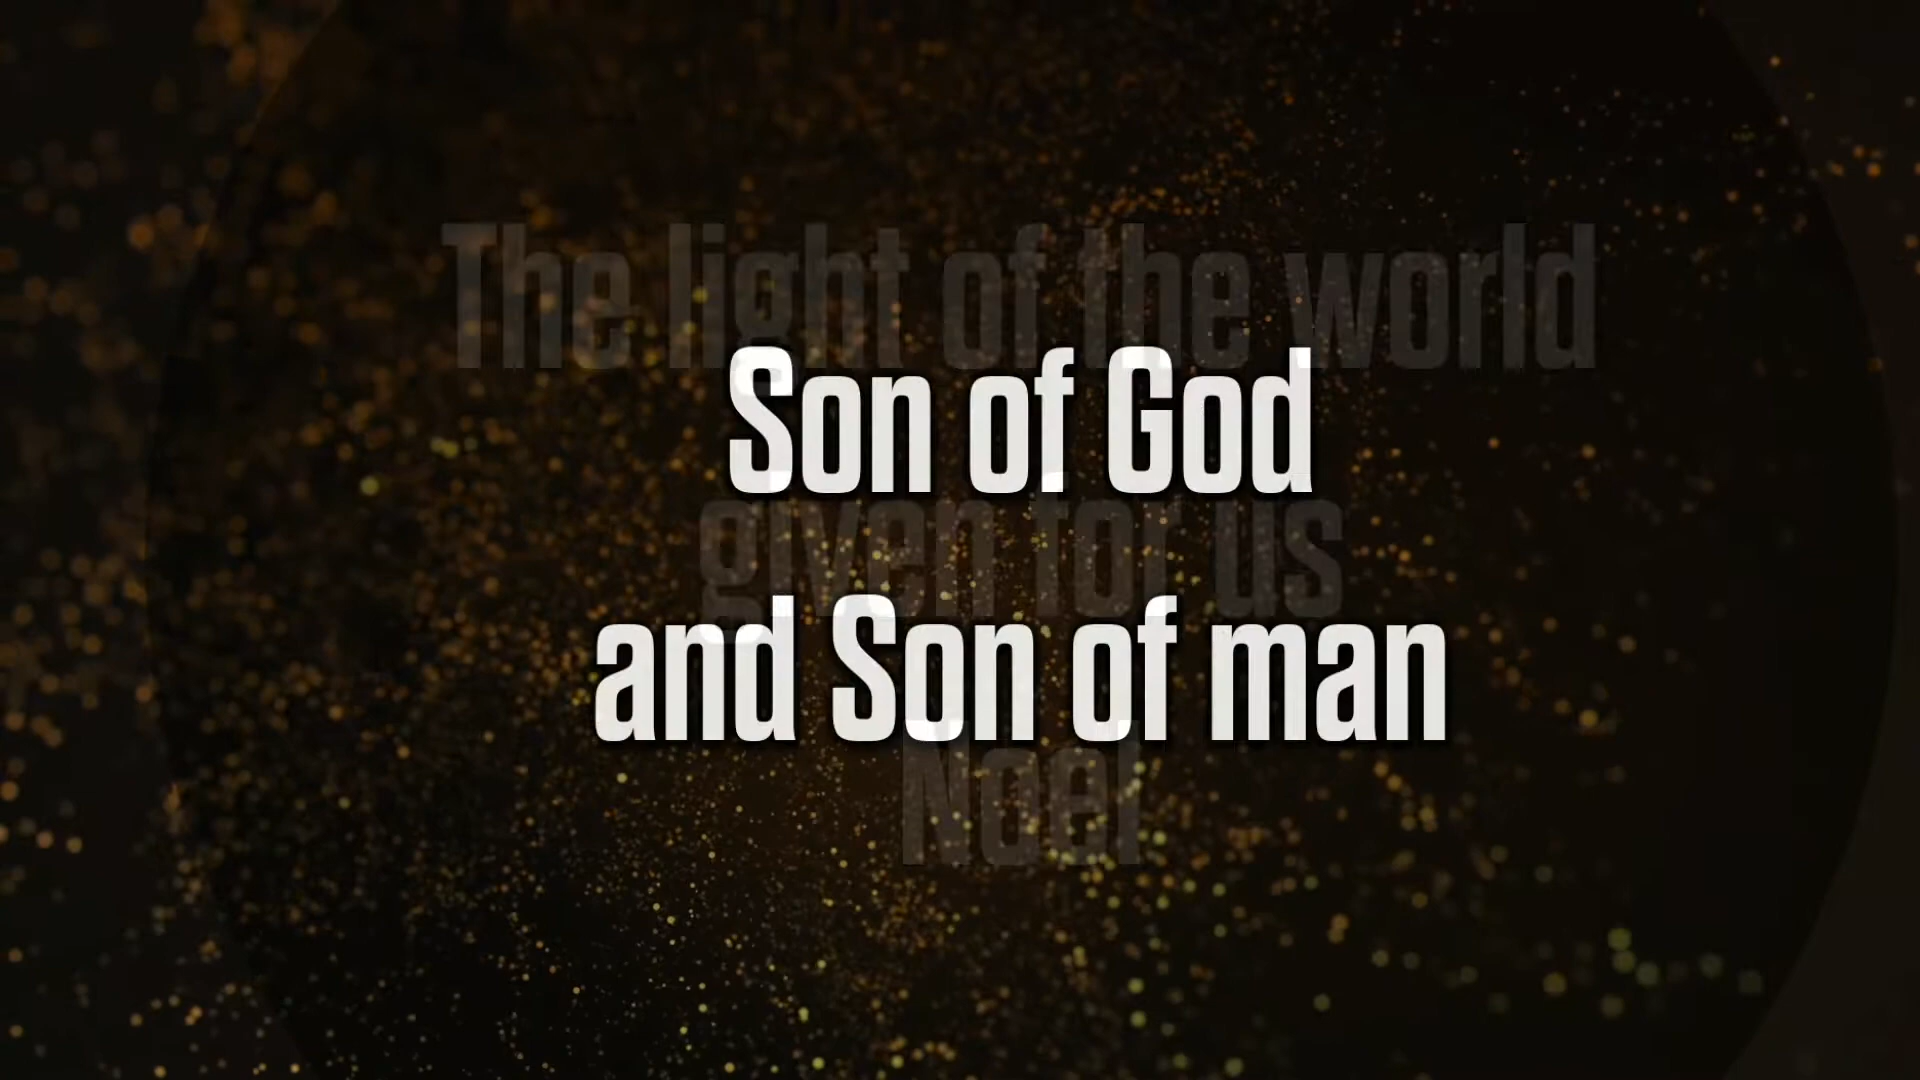 The light of the world
Son of God
given for us
and Son of man
Noel